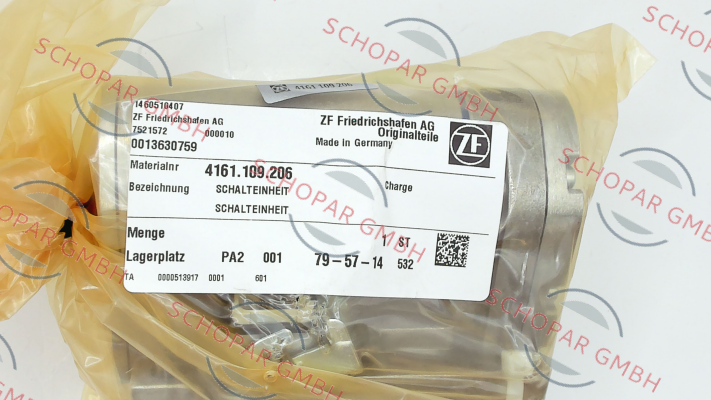 4161.109.206
1460510407
ZF Friedrichshafen AG
7521572 000010
0013630759
ZF Friedrichshafen AG
Originalteile
Made in Germany
ZF
Materialnr 4161.109.206
Bezeichnung SCHALTEINHEIT Charge
SCHALTEINHEIT
Menge 1 ST
Lagerplatz PA2 001 79-57-14 532
TA 0000513917 0001 601
SCHOPAR GMBH
SCHOPAR GMBH
SCHOPAR GMBH
SCHOPAR GMBH
SCHOPAR GMBH
SCHOPAR GMBH
SCHOPAR GMBH